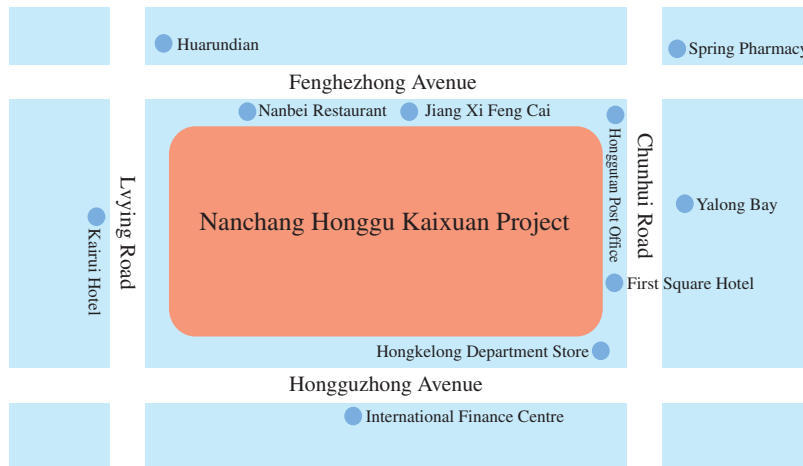 Huarundian
Spring Pharmacy
Fenghezhong Avenue
Nanbei Restaurant
Jiang Xi Feng Cai
Honggutan Post Office
Chunhui Road
Lvying Road
Kairui Hotel
Nanchang Honggu Kaixuan Project
Yalong Bay
First Square Hotel
Hongkelong Department Store
Hongguzhong Avenue
International Finance Centre